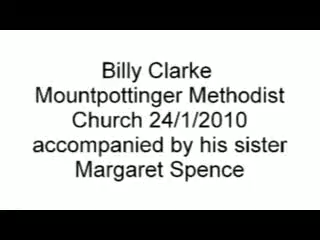 Billy Clarke
Mountpottinger Methodist
Church 24/1/2010
accompanied by his sister
Margaret Spence